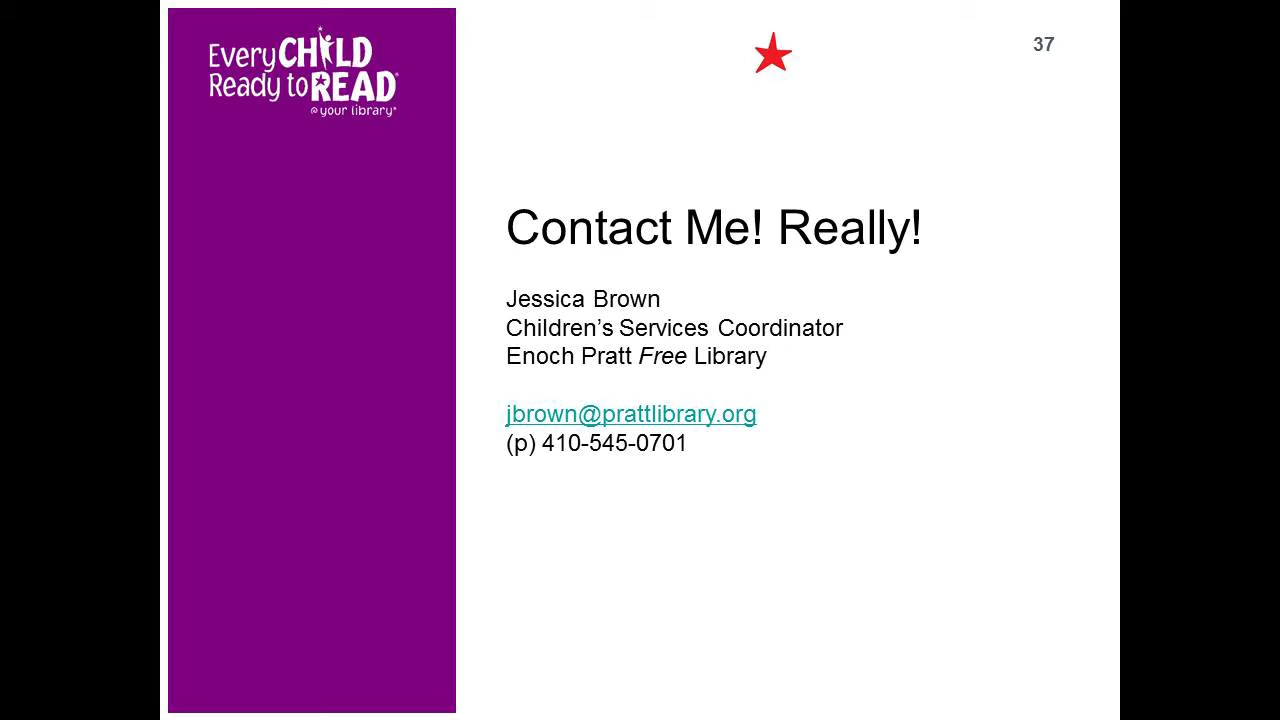 Every CHILD
Ready to READ®
@ your library®
37
Contact Me! Really!
Jessica Brown
Children’s Services Coordinator
Enoch Pratt Free Library
jbrown@prattlibrary.org
(p) 410-545-0701